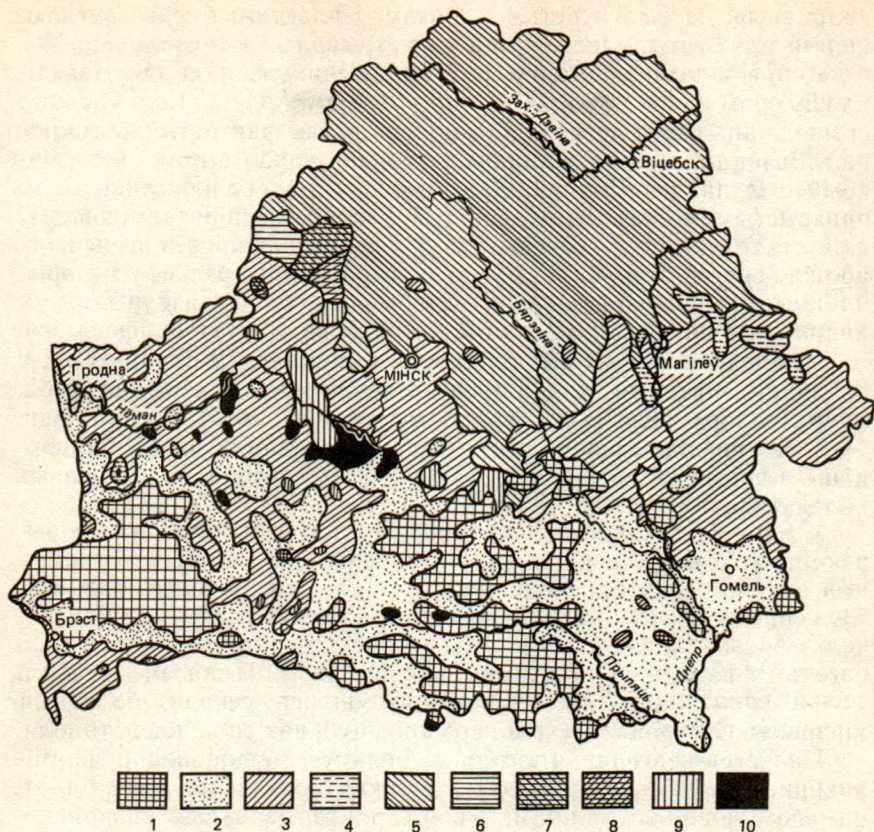 Зах. Дзвіна
Віцебск
Бярэзіна
Гродна
МІНСК
Магілёў
Нёман
Гомель
Брэст
Прыпяць
Днепр
1 2 3 4 5 6 7 8 9 10